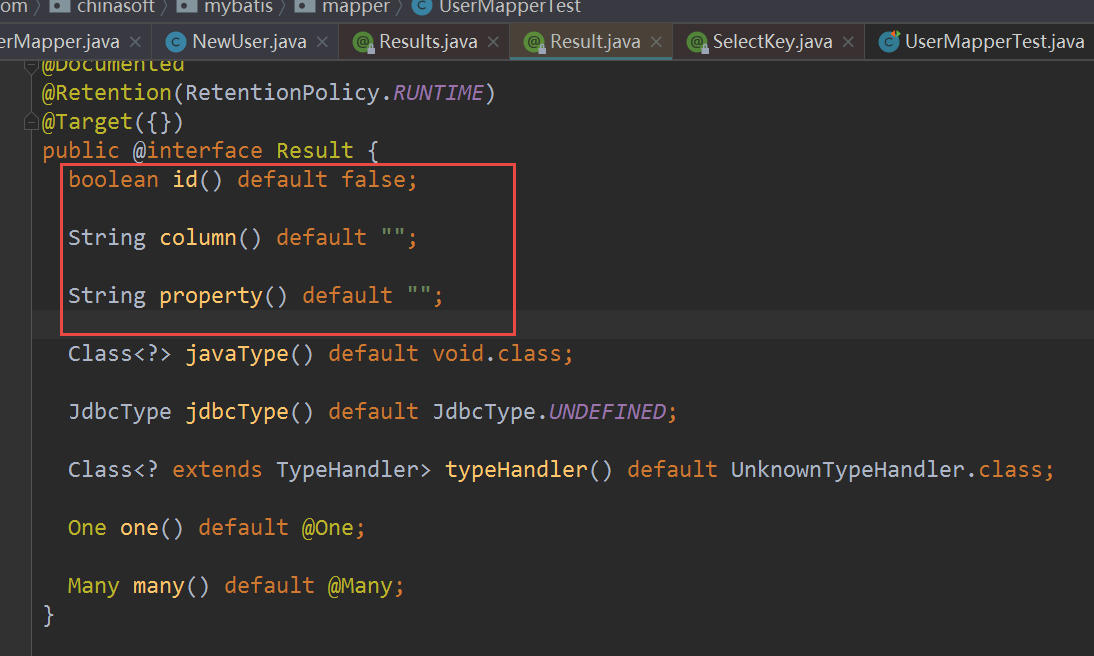 om chinasoft mybatis mapper UserMapperTest
erMapper.java NewUser.java Results.java Result.java SelectKey.java UserMapperTest.java
@Documented
@Retention(RetentionPolicy.RUNTIME)
@Target({})
public @interface Result {
boolean id() default false;
String column() default "";
String property() default "";
Class<?> javaType() default void.class;
JdbcType jdbcType() default JdbcType.UNDEFINED;
Class<? extends TypeHandler> typeHandler() default UnknownTypeHandler.class;
One one() default @One;
Many many() default @Many;
}